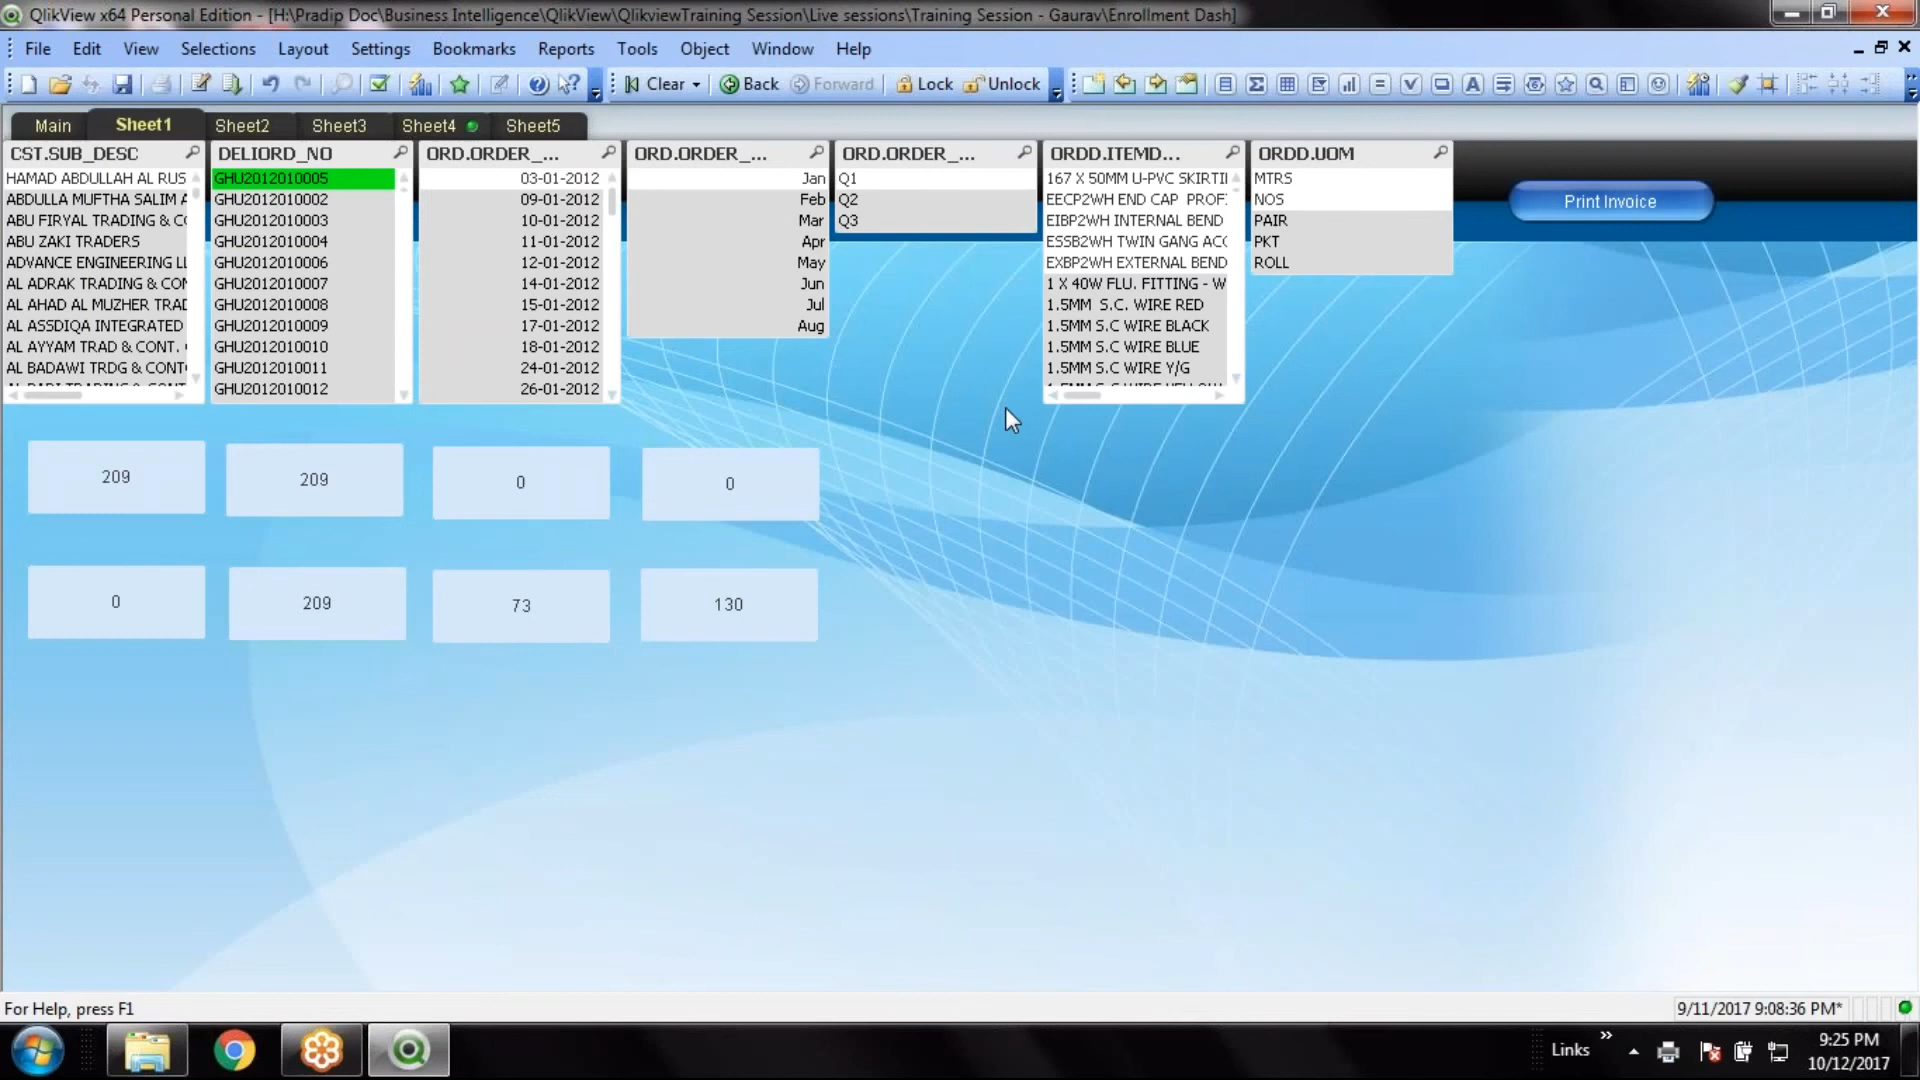 QlikView x64 Personal Edition - [H:\Pradip Doc\Business Intelligence\QlikView\QlikviewTraining Session\Live sessions\Training Session - Gaurav\Enrollment Dash]
File Edit View Selections Layout Settings Bookmarks Reports Tools Object Window Help
Clear Back Forward Lock Unlock
Main Sheet1 Sheet2 Sheet3 Sheet4 Sheet5
CST.SUB_DESC
HAMAD ABDULLAH AL RUS
ABDULLA MUFTHA SALIM
ABU FIRYAL TRADING &
ABU ZAKI TRADERS
ADVANCE ENGINEERING
AL ADRAK TRADING &
AL AHAD AL MUZHER
AL ASSDIQA INTEGRATED
AL AYYAM TRAD & CONT.
AL BADAWI TRDG &
DELIORD_NO
GHU2012010005
GHU2012010002
GHU2012010003
GHU2012010004
GHU2012010006
GHU2012010007
GHU2012010008
GHU2012010009
GHU2012010010
GHU2012010011
GHU2012010012
ORD.ORDER_...
03-01-2012
09-01-2012
10-01-2012
11-01-2012
12-01-2012
14-01-2012
15-01-2012
17-01-2012
18-01-2012
24-01-2012
26-01-2012
ORD.ORDER_...
Jan
Feb
Mar
Apr
May
Jun
Jul
Aug
ORD.ORDER_...
Q1
Q2
Q3
ORDD.ITEMD...
167 X 50MM U-PVC
EECP2WH END CAP
EIBP2WH INTERNAL BEND
ESSB2WH TWIN GANG
EXBP2WH EXTERNAL BEND
1 X 40W FLU. FITTING - W
1.5MM S.C. WIRE RED
1.5MM S.C WIRE BLACK
1.5MM S.C WIRE BLUE
1.5MM S.C WIRE Y/G
ORDD.UOM
MTRS
NOS
PAIR
PKT
ROLL
Print Invoice
209 209 0 0
0 209 73 130
For Help, press F1
9/11/2017 9:08:36 PM*
Links
9:25 PM
10/12/2017